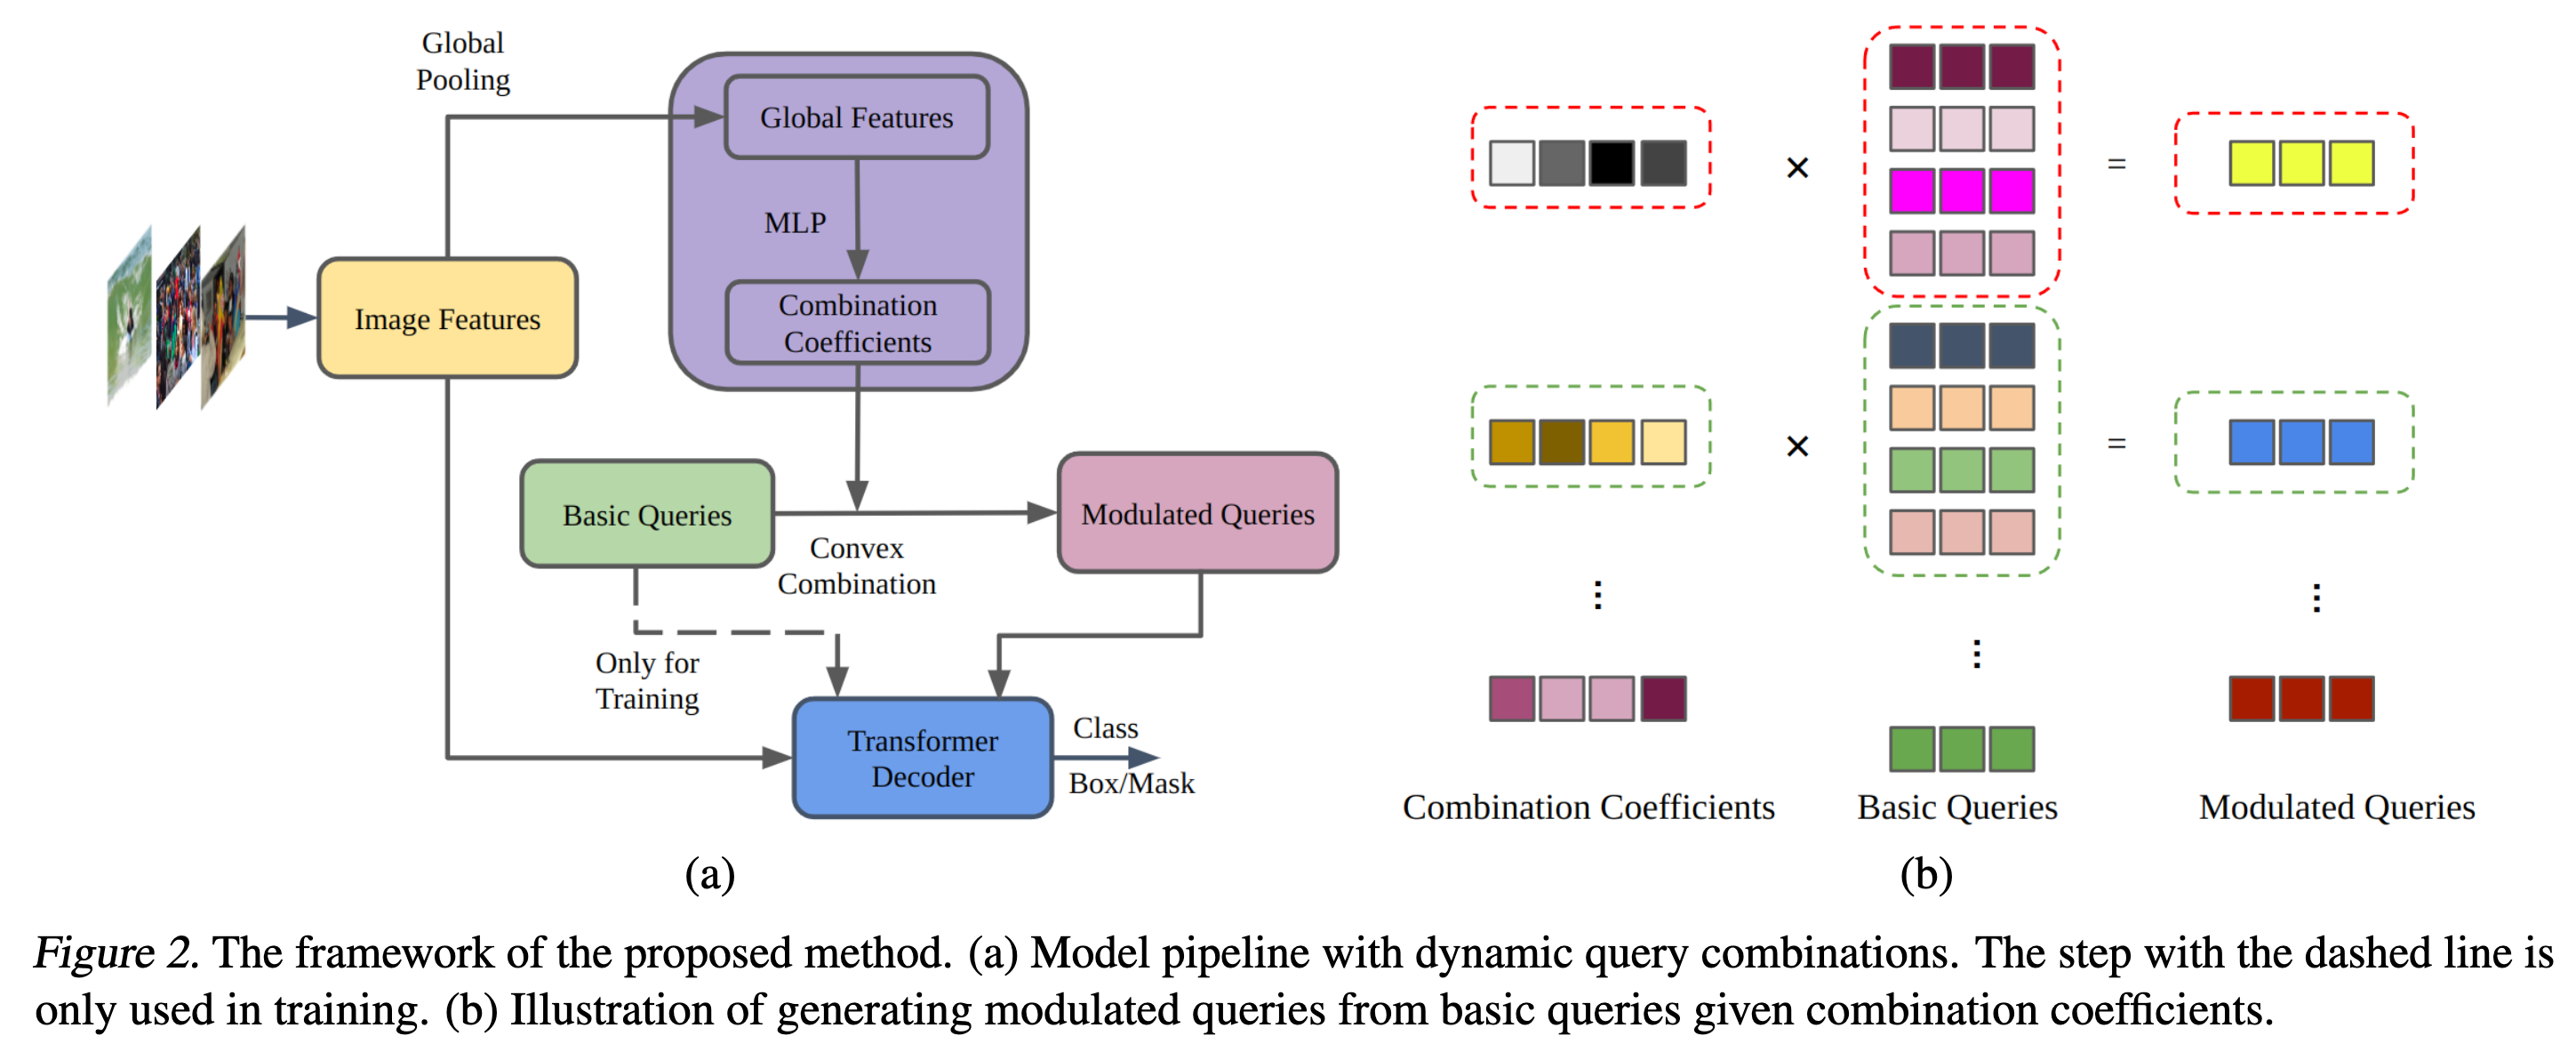 Global
Pooling
Global Features
MLP
Combination
Coefficients
Image Features
Basic Queries
Convex
Combination
Modulated Queries
Only for
Training
Transformer
Decoder
Class
Box/Mask
(a)
× =
× =
⋮ ⋮
⋮
Combination Coefficients Basic Queries Modulated Queries
(b)
Figure 2. The framework of the proposed method. (a) Model pipeline with dynamic query combinations. The step with the dashed line is
only used in training. (b) Illustration of generating modulated queries from basic queries given combination coefficients.